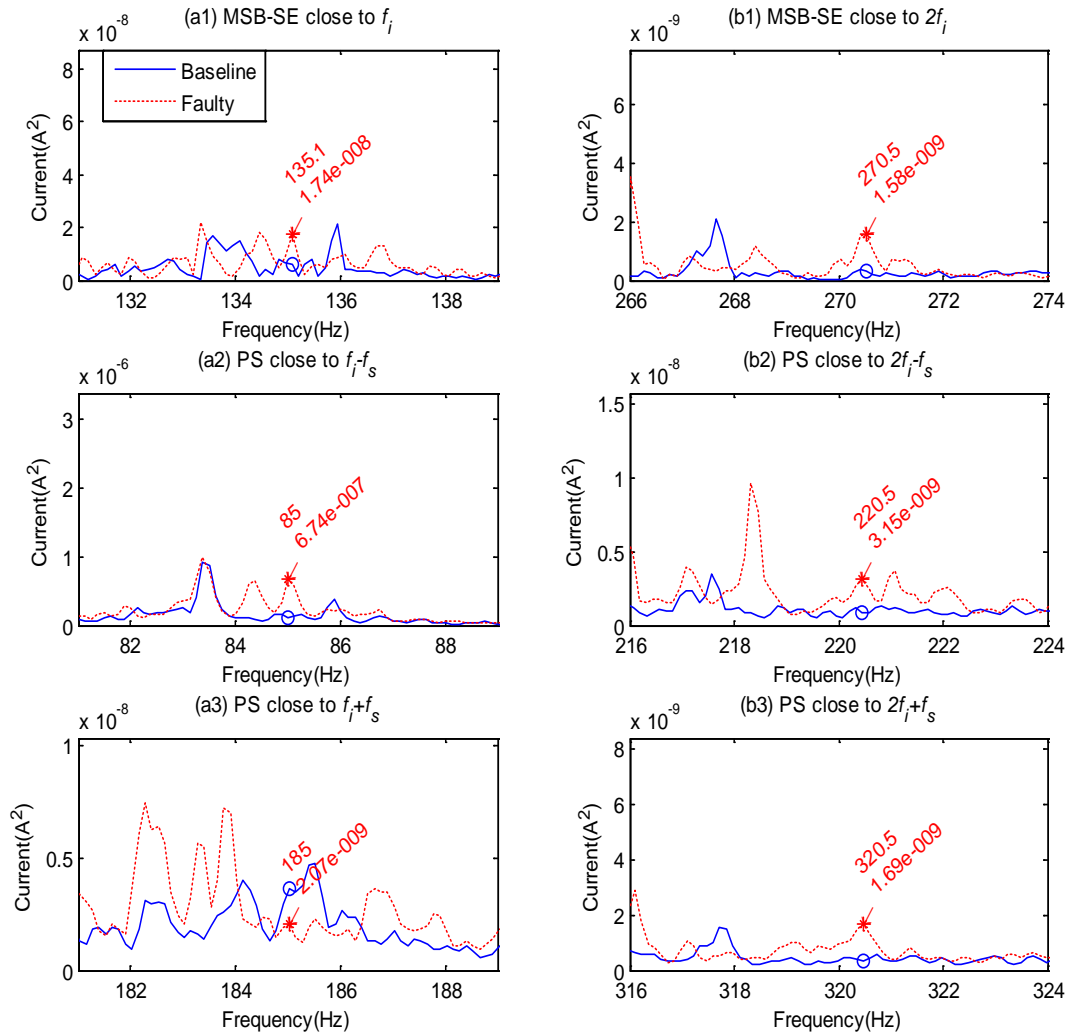 (a1) MSB-SE close to f_i
x 10^-8
Baseline
Faulty
8
6
4
2
0
Current(A^2)
135.1
1.74e-008
132 134 136 138
Frequency(Hz)
(b1) MSB-SE close to 2f_i
x 10^-9
6
4
2
0
Current(A^2)
270.5
1.58e-009
266 268 270 272 274
Frequency(Hz)
(a2) PS close to f_i-f_s
x 10^-6
3
2
1
0
Current(A^2)
85
6.74e-007
82 84 86 88
Frequency(Hz)
(b2) PS close to 2f_i-f_s
x 10^-8
1.5
1
0.5
0
Current(A^2)
220.5
3.15e-009
216 218 220 222 224
Frequency(Hz)
(a3) PS close to f_i+f_s
x 10^-8
1
0.5
0
Current(A^2)
185
2.07e-009
182 184 186 188
Frequency(Hz)
(b3) PS close to 2f_i+f_s
x 10^-9
8
6
4
2
0
Current(A^2)
320.5
1.69e-009
316 318 320 322 324
Frequency(Hz)